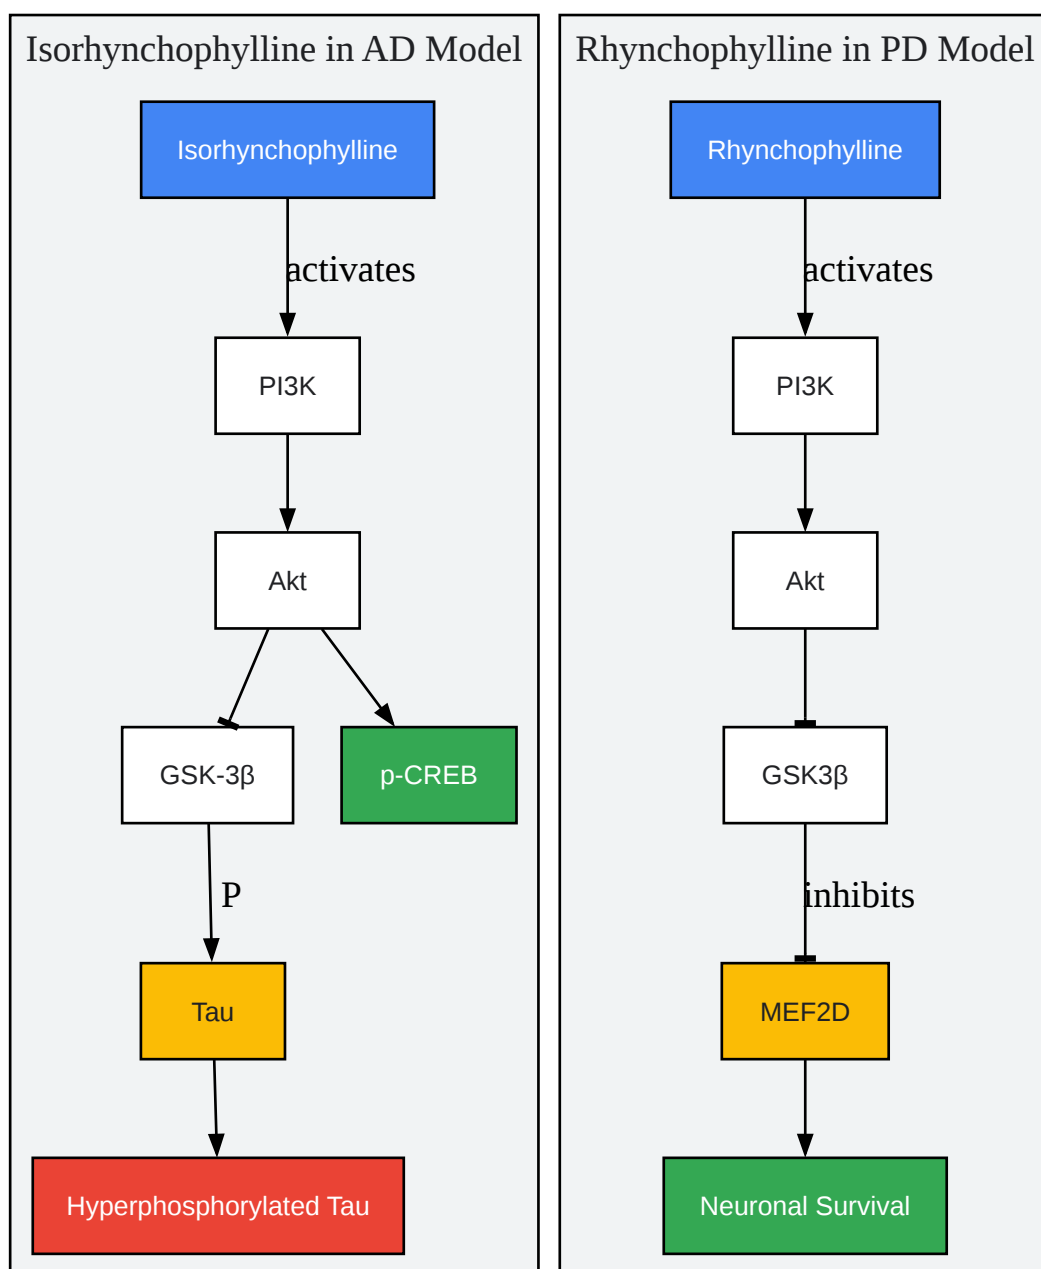 Isorhynchophylline in AD Model
Isorhynchophylline
activates
PI3K
Akt
GSK-3β
p-CREB
P
Tau
Hyperphosphorylated Tau
Rhynchophylline in PD Model
Rhynchophylline
activates
PI3K
Akt
GSK3β
inhibits
MEF2D
Neuronal Survival